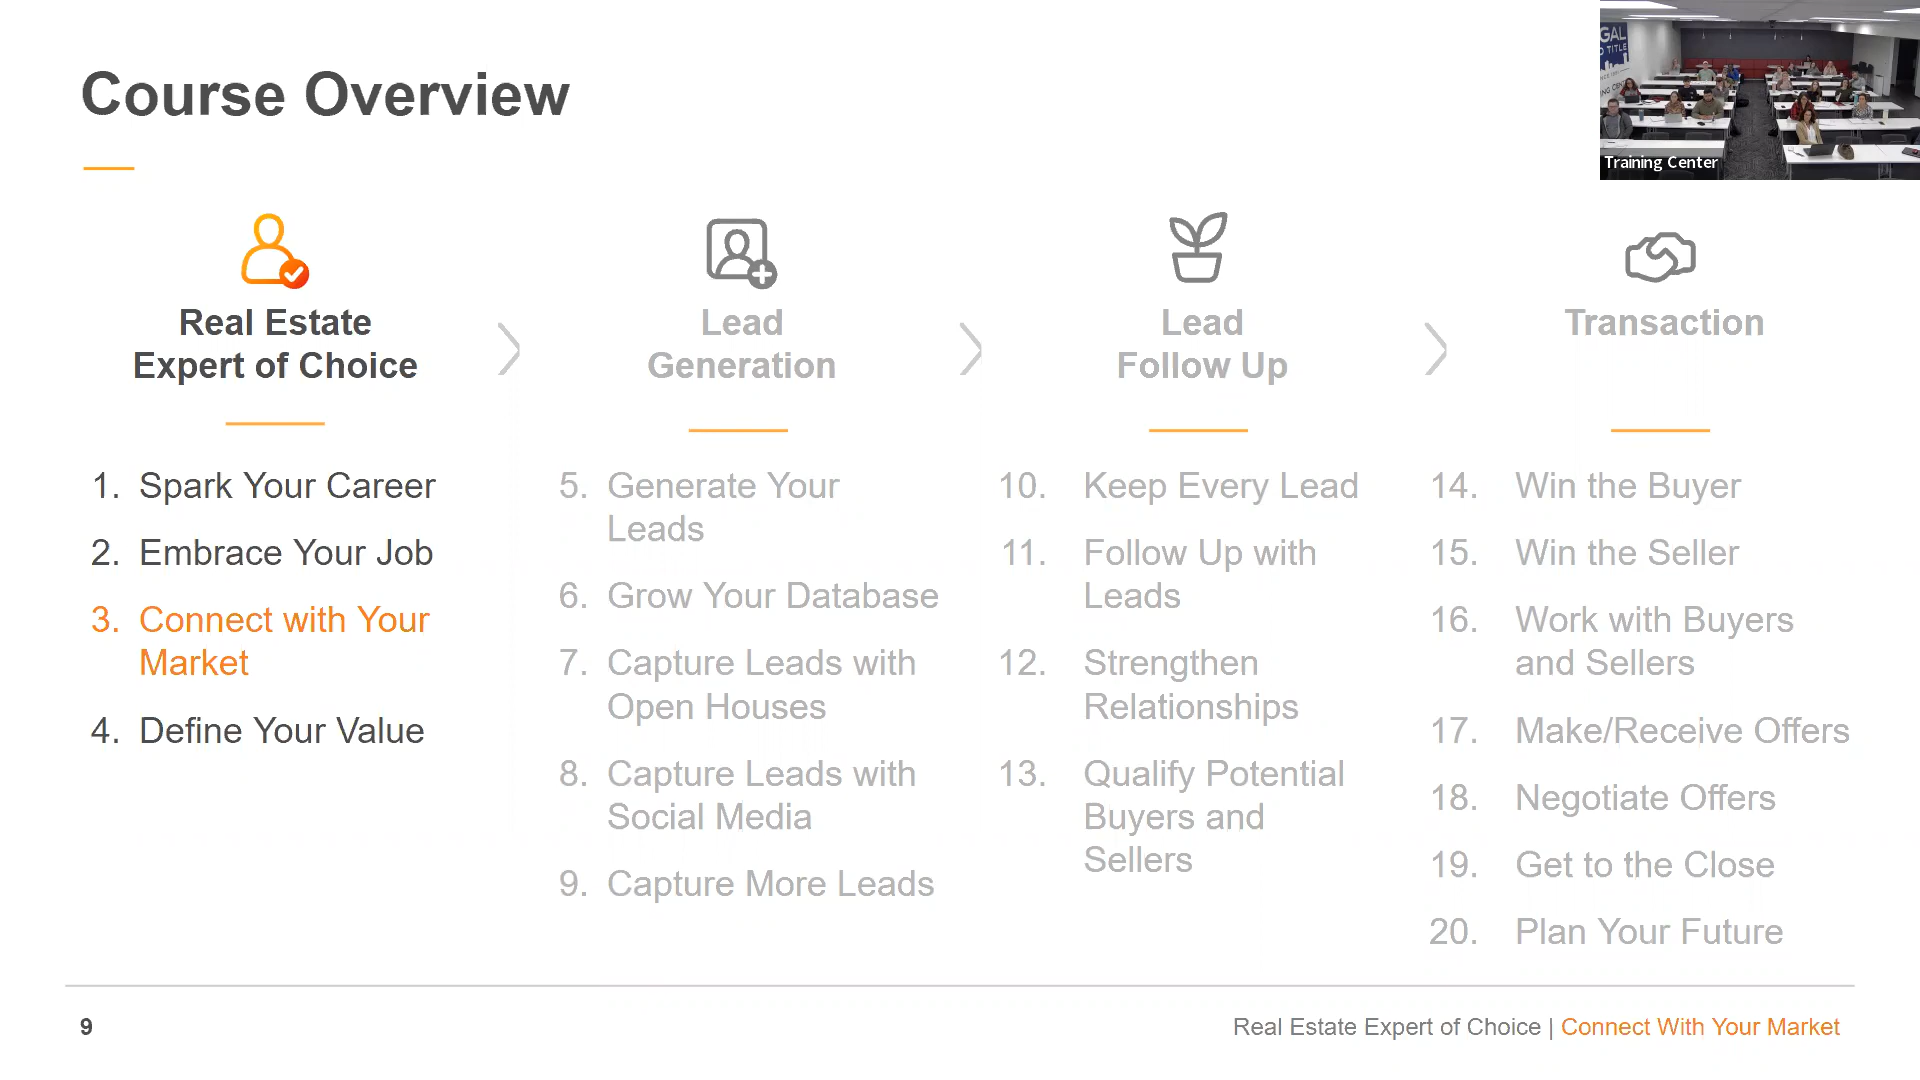 Course Overview
GAL
D TITLE
Training Center
Real Estate
Expert of Choice
1. Spark Your Career
2. Embrace Your Job
3. Connect with Your
Market
4. Define Your Value
Lead
Generation
5. Generate Your
Leads
6. Grow Your Database
7. Capture Leads with
Open Houses
8. Capture Leads with
Social Media
9. Capture More Leads
Lead
Follow Up
10. Keep Every Lead
11. Follow Up with
Leads
12. Strengthen
Relationships
13. Qualify Potential
Buyers and
Sellers
Transaction
14. Win the Buyer
15. Win the Seller
16. Work with Buyers
and Sellers
17. Make/Receive Offers
18. Negotiate Offers
19. Get to the Close
20. Plan Your Future
9
Real Estate Expert of Choice | Connect With Your Market